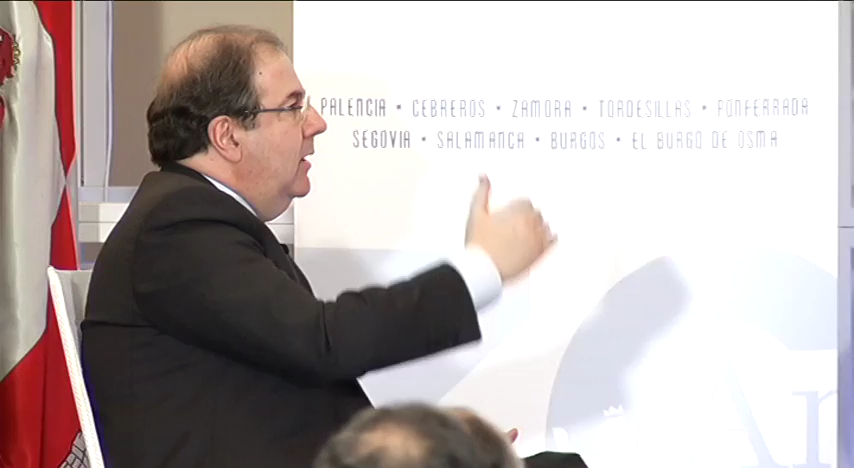 PALENCIA • CEBREROS • ZAMORA • TORDESILLAS • PONFERRADA
SEGOVIA • SALAMANCA • BURGOS • EL BURGO DE OSMA